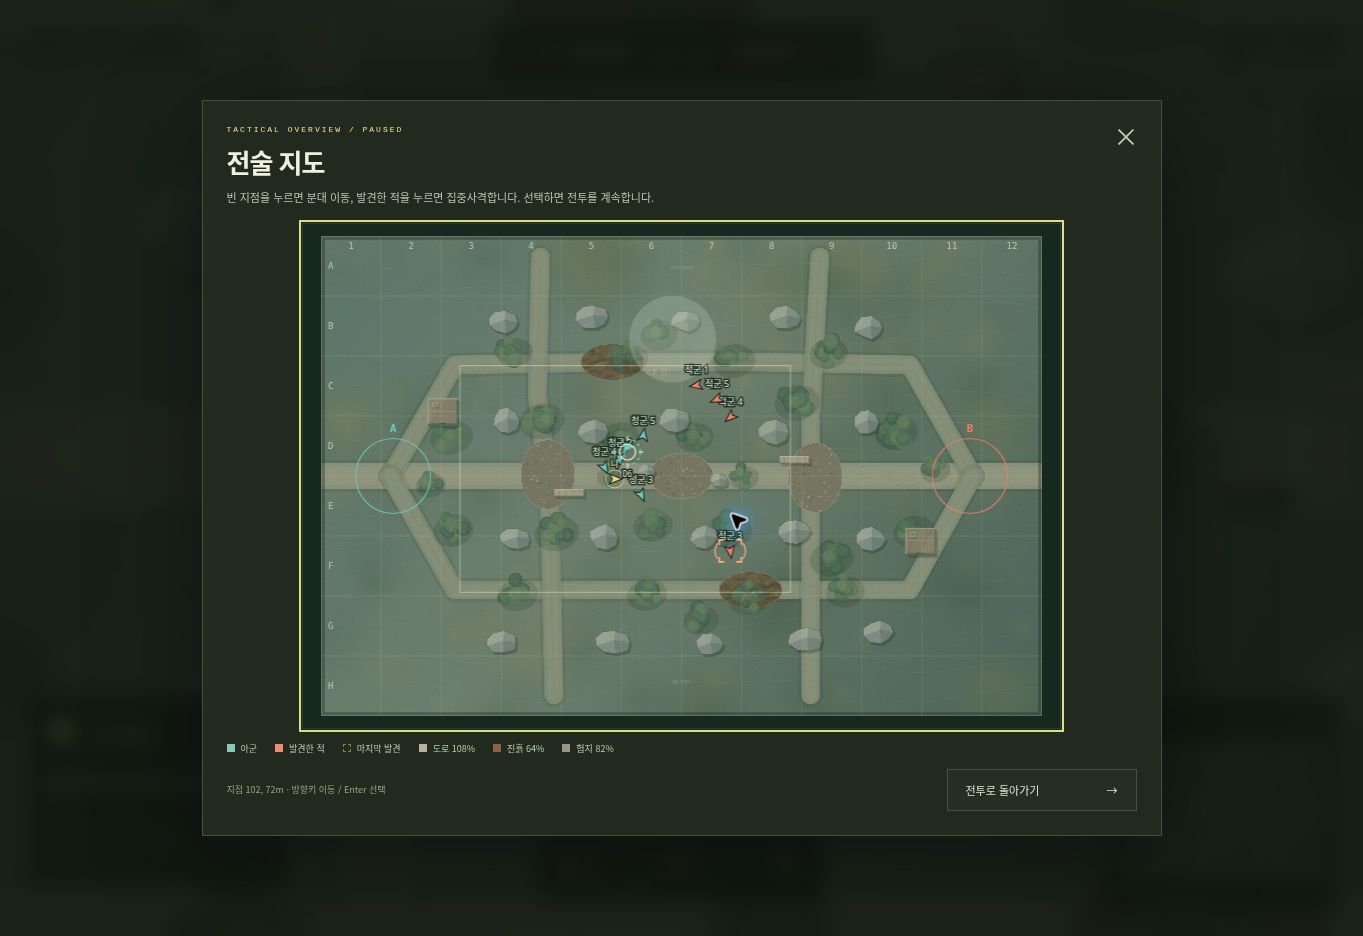 TACTICAL OVERVIEW / PAUSED
전술 지도
빈 지점을 누르면 분대 이동, 발견한 적을 누르면 집중사격합니다. 선택하면 전투를 계속합니다.
1 2 3 4 5 6 7 8 9 10 11 12
A
B
C
D
E
F
G
H
A
B
적군 1
적군 5
적군 4
청군 5
청군
청군 4
D6
청군 3
적군 3
아군
발견한 적
마지막 발견
도로 108%
진흙 64%
험지 82%
지점 102, 72m · 방향키 이동 / Enter 선택
전투로 돌아가기 →